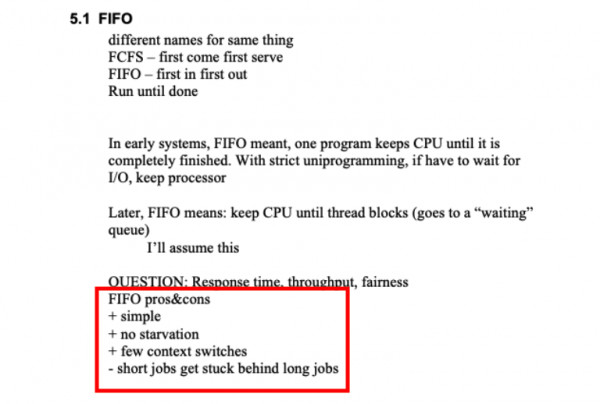 5.1 FIFO
different names for same thing
FCFS – first come first serve
FIFO – first in first out
Run until done
In early systems, FIFO meant, one program keeps CPU until it is
completely finished. With strict uniprogramming, if have to wait for
I/O, keep processor
Later, FIFO means: keep CPU until thread blocks (goes to a “waiting”
queue)
I’ll assume this
QUESTION: Response time, throughput, fairness
FIFO pros&cons
+ simple
+ no starvation
+ few context switches
- short jobs get stuck behind long jobs